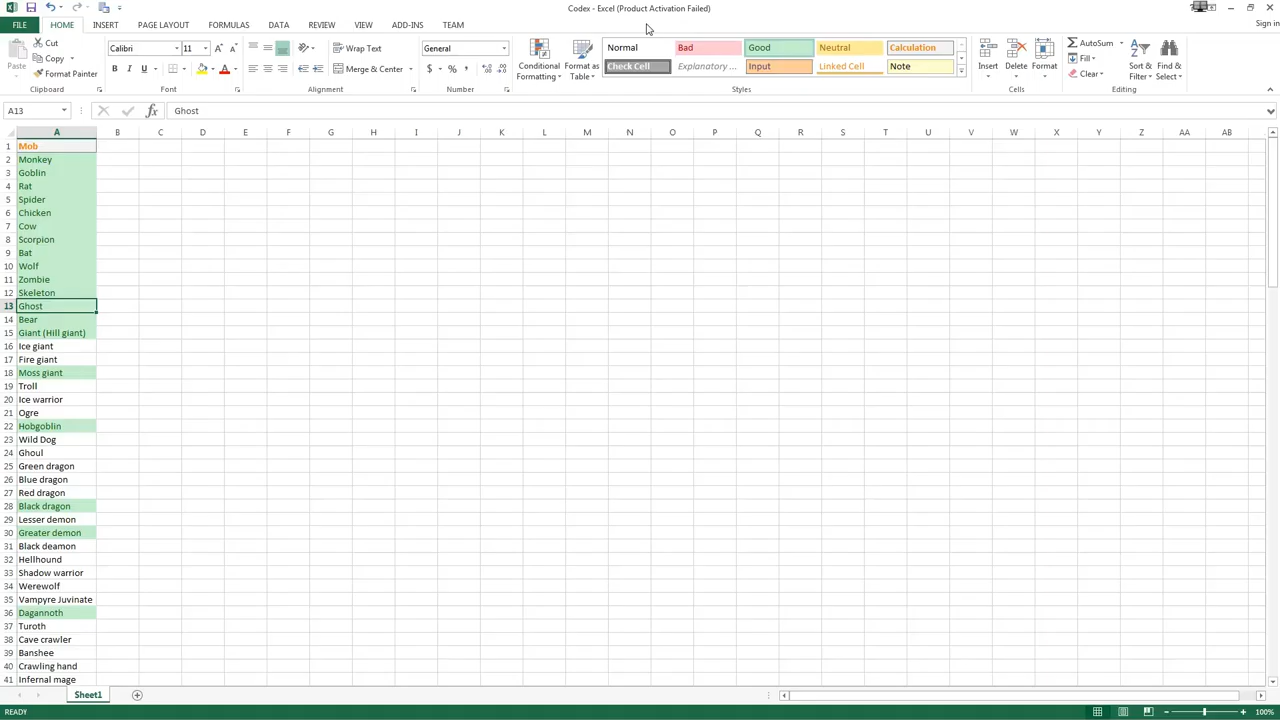 Codex - Excel (Product Activation Failed)
Sign in
FILE HOME INSERT PAGE LAYOUT FORMULAS DATA REVIEW VIEW ADD-INS TEAM
Paste
Cut
Copy
Format Painter
Clipboard
Calibri 11
B I U
Font
Wrap Text
Merge & Center
Alignment
General
$ % ,
Number
Conditional Formatting
Format as Table
Normal Bad Good Neutral Calculation
Check Cell Explanatory ... Input Linked Cell Note
Styles
Insert Delete Format
Cells
AutoSum
Fill
Clear
Sort & Filter
Find & Select
Editing
A13 fx Ghost
A B C D E F G H I J K L M N O P Q R S T U V W X Y Z AA AB
1 Mob
2 Monkey
3 Goblin
4 Rat
5 Spider
6 Chicken
7 Cow
8 Scorpion
9 Bat
10 Wolf
11 Zombie
12 Skeleton
13 Ghost
14 Bear
15 Giant (Hill giant)
16 Ice giant
17 Fire giant
18 Moss giant
19 Troll
20 Ice warrior
21 Ogre
22 Hobgoblin
23 Wild Dog
24 Ghoul
25 Green dragon
26 Blue dragon
27 Red dragon
28 Black dragon
29 Lesser demon
30 Greater demon
31 Black deamon
32 Hellhound
33 Shadow warrior
34 Werewolf
35 Vampyre Juvinate
36 Dagannoth
37 Turoth
38 Cave crawler
39 Banshee
40 Crawling hand
41 Infernal mage
Sheet1
READY
100%